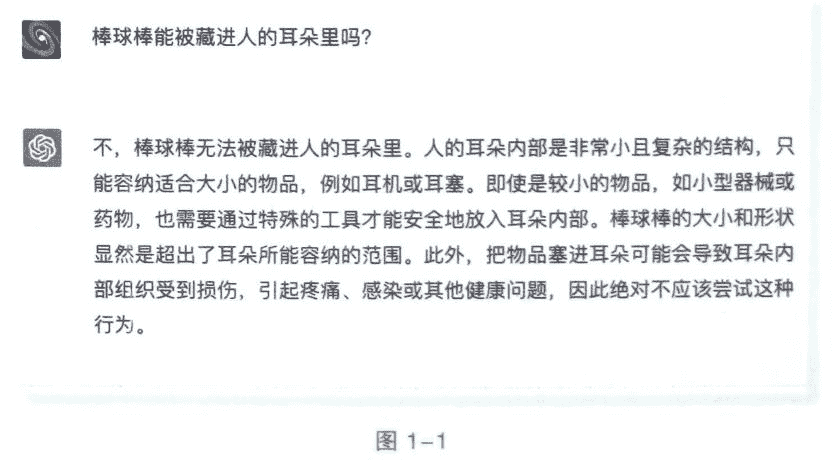 棒球棒能被藏进人的耳朵里吗?
不，棒球棒无法被藏进人的耳朵里。人的耳朵内部是非常小且复杂的结构，只
能容纳适合大小的物品，例如耳机或耳塞。即使是较小的物品，如小型器械或
药物，也需要通过特殊的工具才能安全地放入耳朵内部。棒球棒的大小和形状
显然是超出了耳朵所能容纳的范围。此外，把物品塞进耳朵可能会导致耳朵内
部组织受到损伤，引起疼痛、感染或其他健康问题，因此绝对不应该尝试这种
行为。
图 1-1